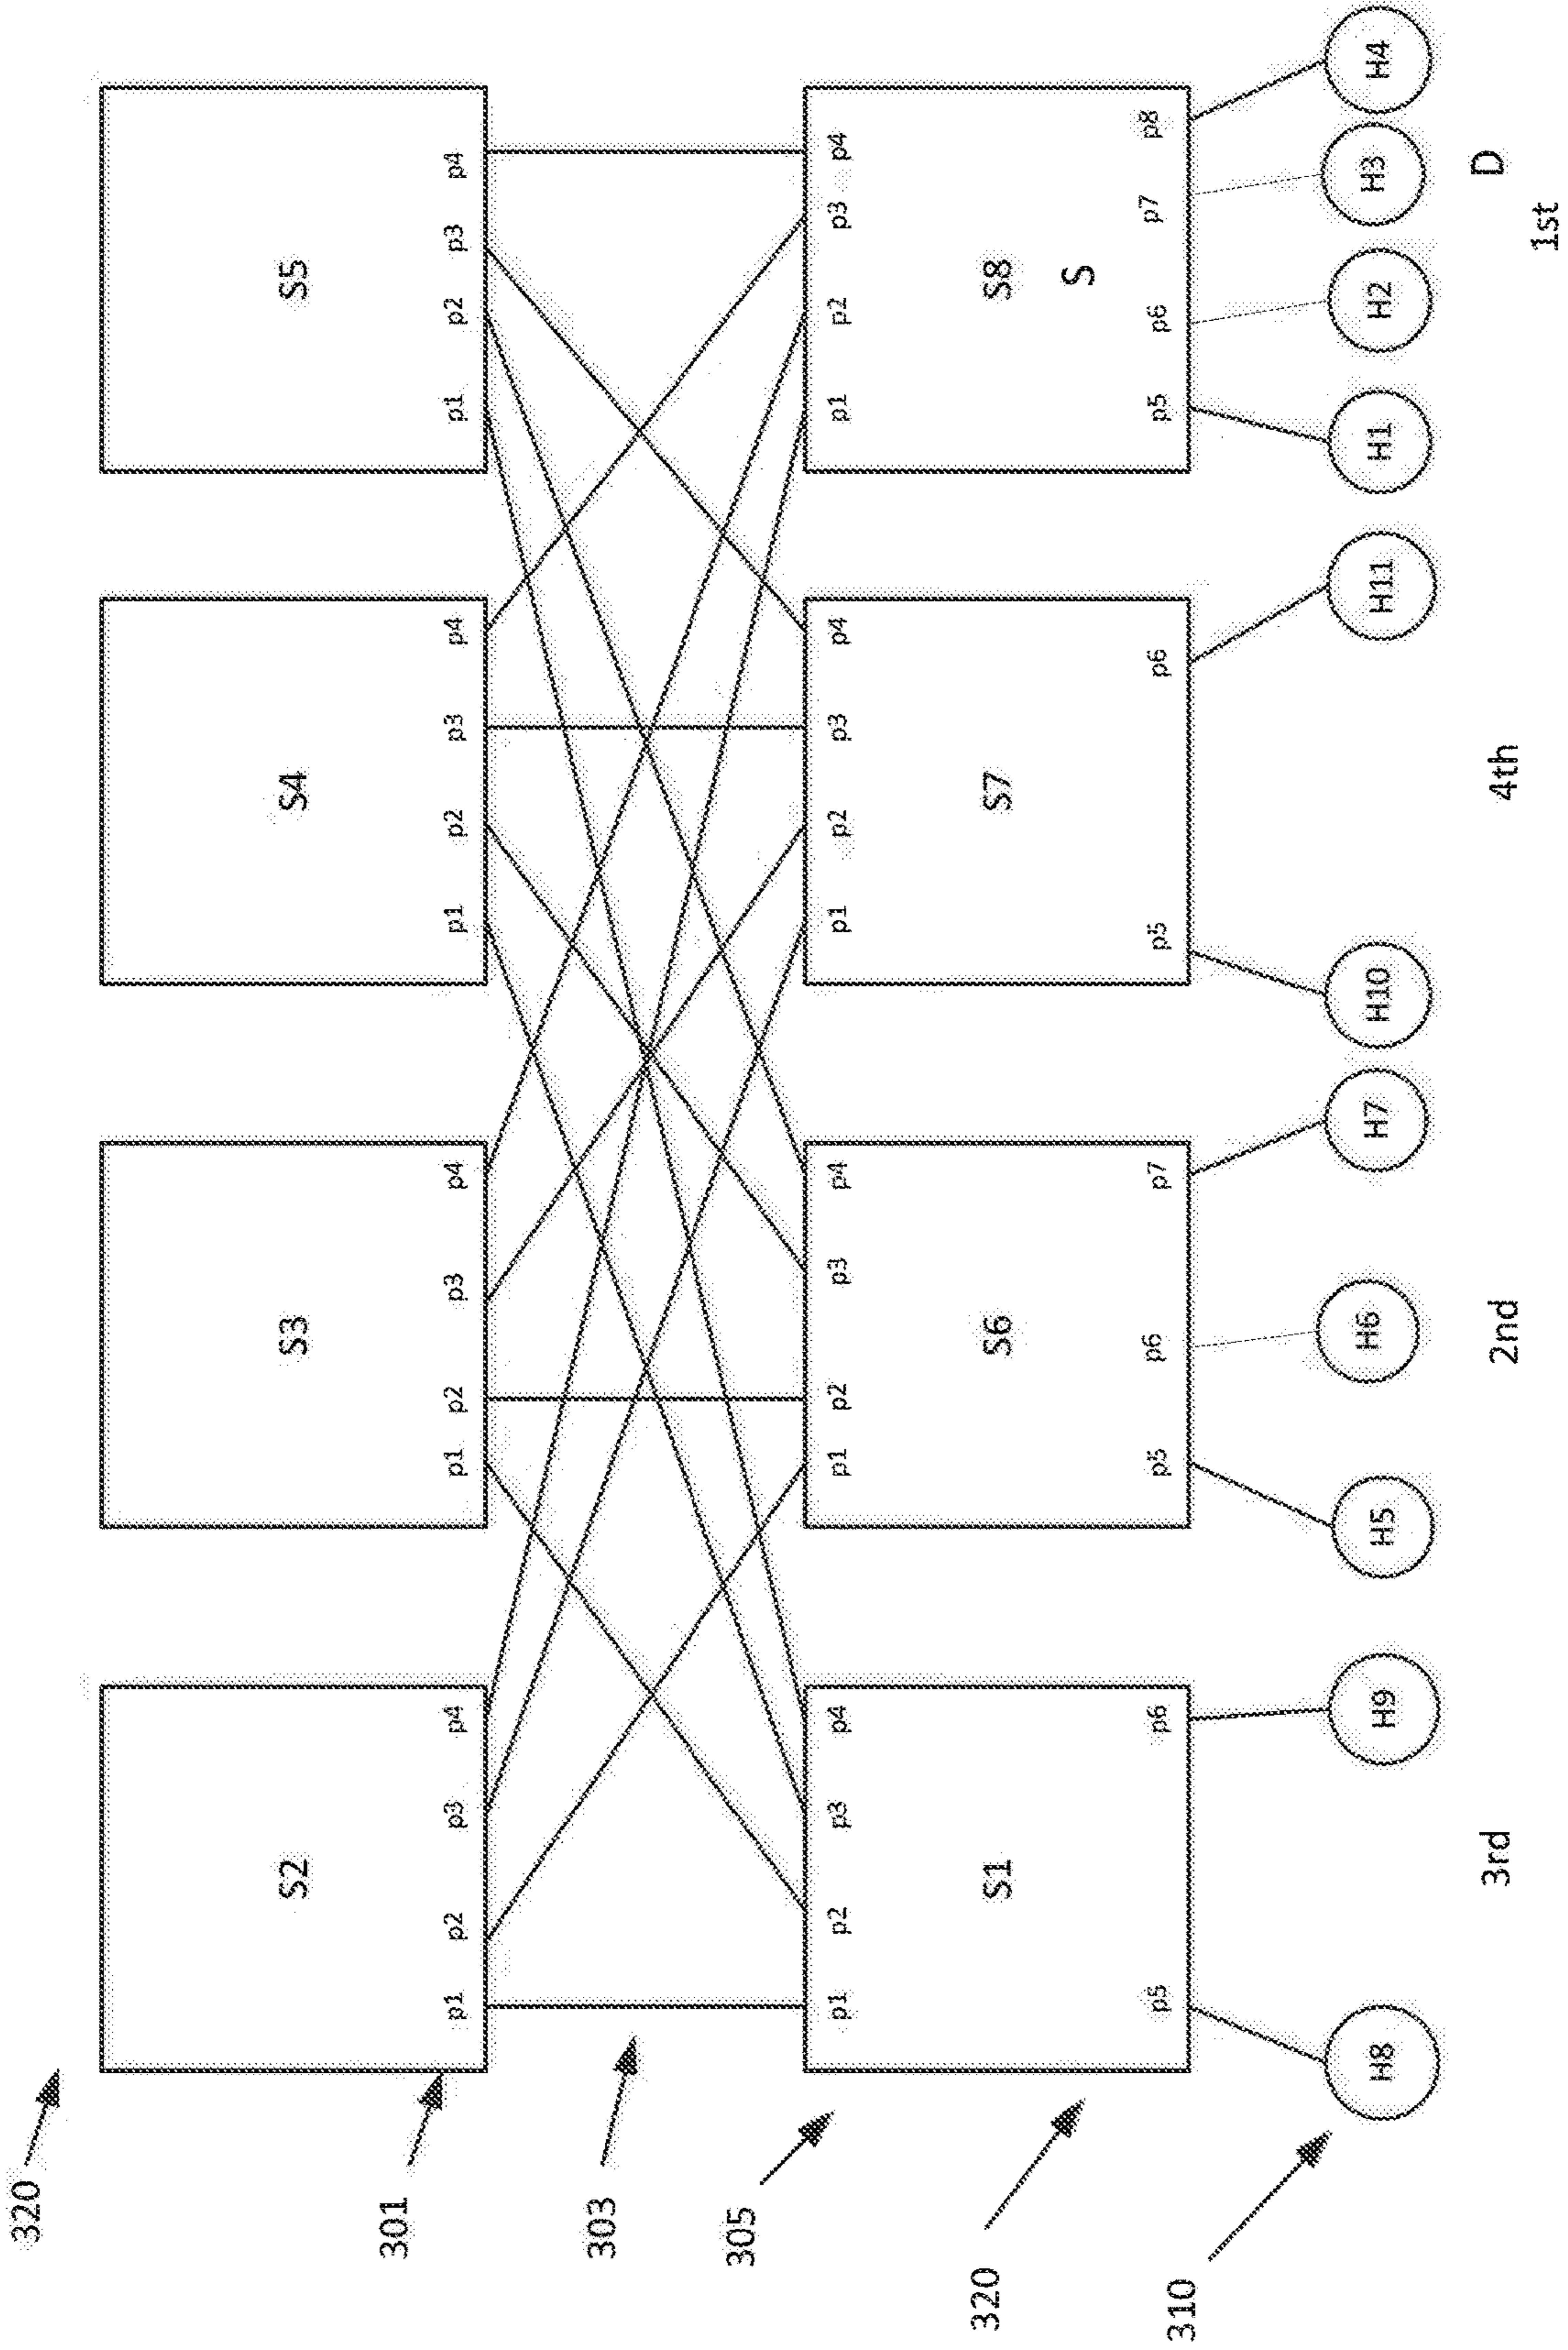 320
S2 S3 S4 S5
301
p1 p2 p3 p4 p1 p2 p3 p4 p1 p2 p3 p4 p1 p2 p3 p4
303
305
p1 p2 p3 p4 p1 p2 p3 p4 p1 p2 p3 p4 p1 p2 p3 p4
320
S1 S6 S7 S8
S
p5 p6 p5 p6 p7 p5 p6 p5 p6 p7 p8
310
H8 H9 H5 H6 H7 H10 H11 H1 H2 H3 H4
D
3rd 2nd 4th 1st